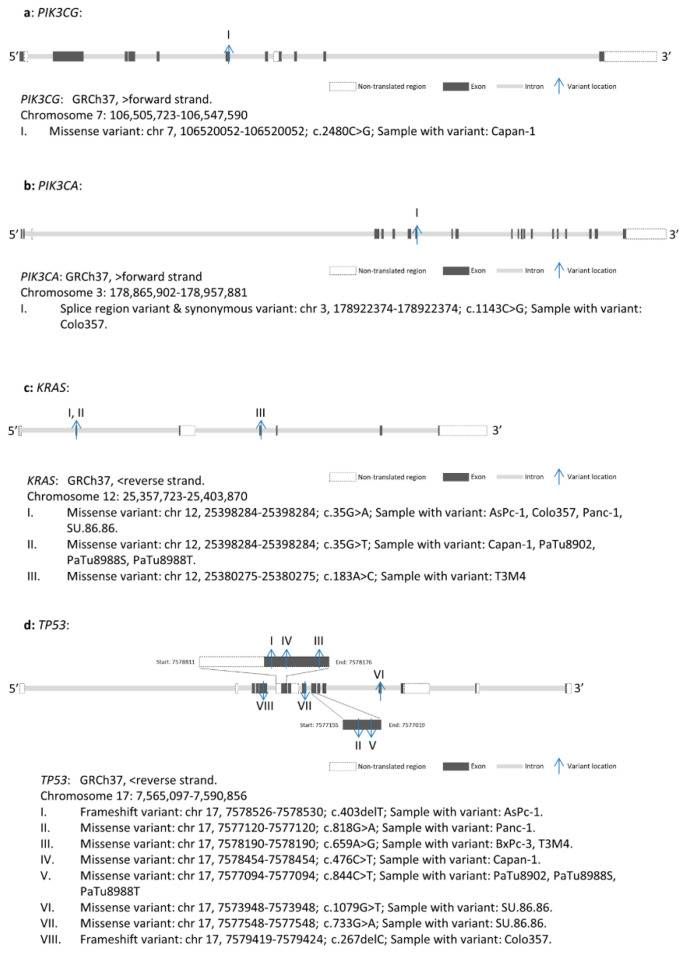 a: PIK3CG:
I
5’ 3’
Non-translated region Exon Intron Variant location
PIK3CG: GRCh37, >forward strand.
Chromosome 7: 106,505,723-106,547,590
I. Missense variant: chr 7, 106520052-106520052; c.2480C>G; Sample with variant: Capan-1
b: PIK3CA:
I
5’ 3’
Non-translated region Exon Intron Variant location
PIK3CA: GRCh37, >forward strand
Chromosome 3: 178,865,902-178,957,881
I. Splice region variant & synonymous variant: chr 3, 178922374-178922374; c.1143C>G; Sample with variant:
Colo357.
c: KRAS:
I, II III
5’ 3’
Non-translated region Exon Intron Variant location
KRAS: GRCh37, <reverse strand.
Chromosome 12: 25,357,723-25,403,870
I. Missense variant: chr 12, 25398284-25398284; c.35G>A; Sample with variant: AsPc-1, Colo357, Panc-1,
SU.86.86.
II. Missense variant: chr 12, 25398284-25398284; c.35G>T; Sample with variant: Capan-1, PaTu8902,
PaTu8988S, PaTu8988T.
III. Missense variant: chr 12, 25380275-25380275; c.183A>C; Sample with variant: T3M4
d: TP53:
I IV III
Start: 7578811 End: 7578176
VI
5’ 3’
VIII VII
Start: 7577155 End: 7577019
II V
Non-translated region Exon Intron Variant location
TP53: GRCh37, <reverse strand.
Chromosome 17: 7,565,097-7,590,856
I. Frameshift variant: chr 17, 7578526-7578530; c.403delT; Sample with variant: AsPc-1.
II. Missense variant: chr 17, 7577120-7577120; c.818G>A; Sample with variant: Panc-1.
III. Missense variant: chr 17, 7578190-7578190; c.659A>G; Sample with variant: BxPc-3, T3M4.
IV. Missense variant: chr 17, 7578454-7578454; c.476C>T; Sample with variant: Capan-1.
V. Missense variant: chr 17, 7577094-7577094; c.844C>T; Sample with variant: PaTu8902, PaTu8988S,
PaTu8988T
VI. Missense variant: chr 17, 7573948-7573948; c.1079G>T; Sample with variant: SU.86.86.
VII. Missense variant: chr 17, 7577548-7577548; c.733G>A; Sample with variant: SU.86.86.
VIII. Frameshift variant: chr 17, 7579419-7579424; c.267delC; Sample with variant: Colo357.